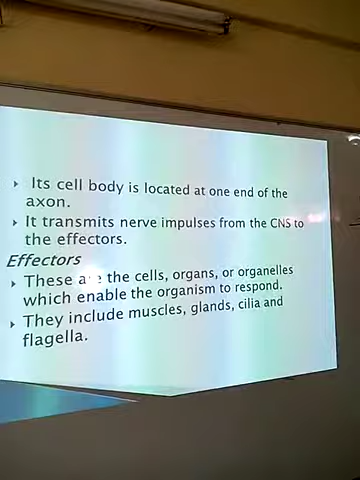 Its cell body is located at one end of the
axon.
It transmits nerve impulses from the CNS to
the effectors.
Effectors
These are the cells, organs, or organelles
which enable the organism to respond.
They include muscles, glands, cilia and
flagella.